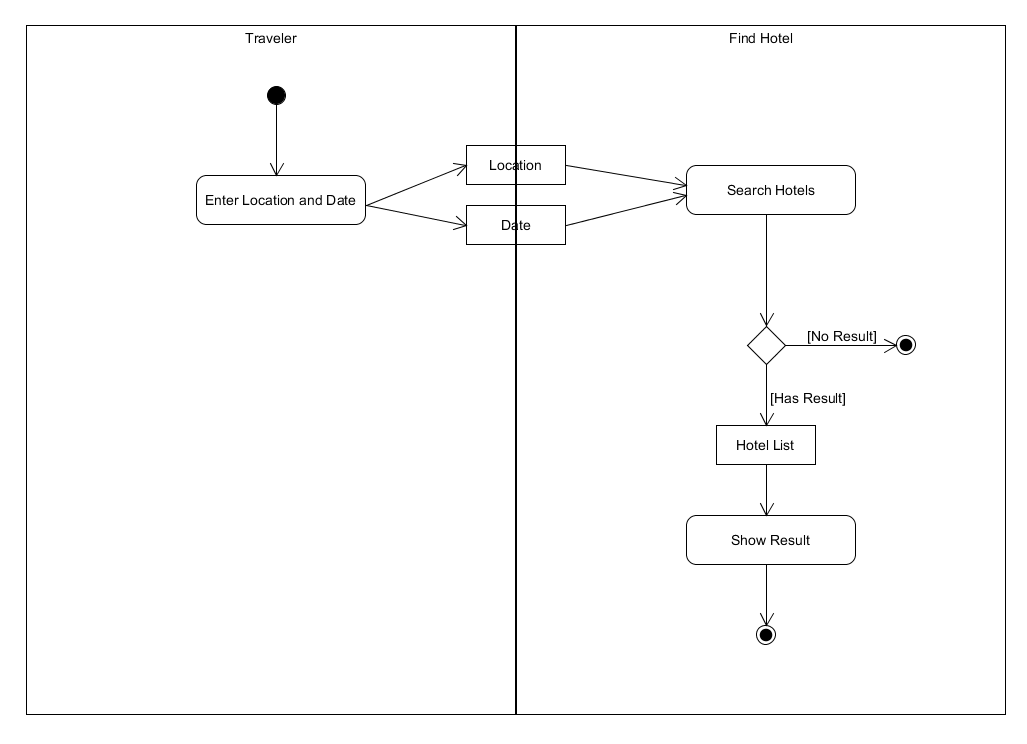 Traveler
Find Hotel
Enter Location and Date
Location
Date
Search Hotels
[No Result]
[Has Result]
Hotel List
Show Result